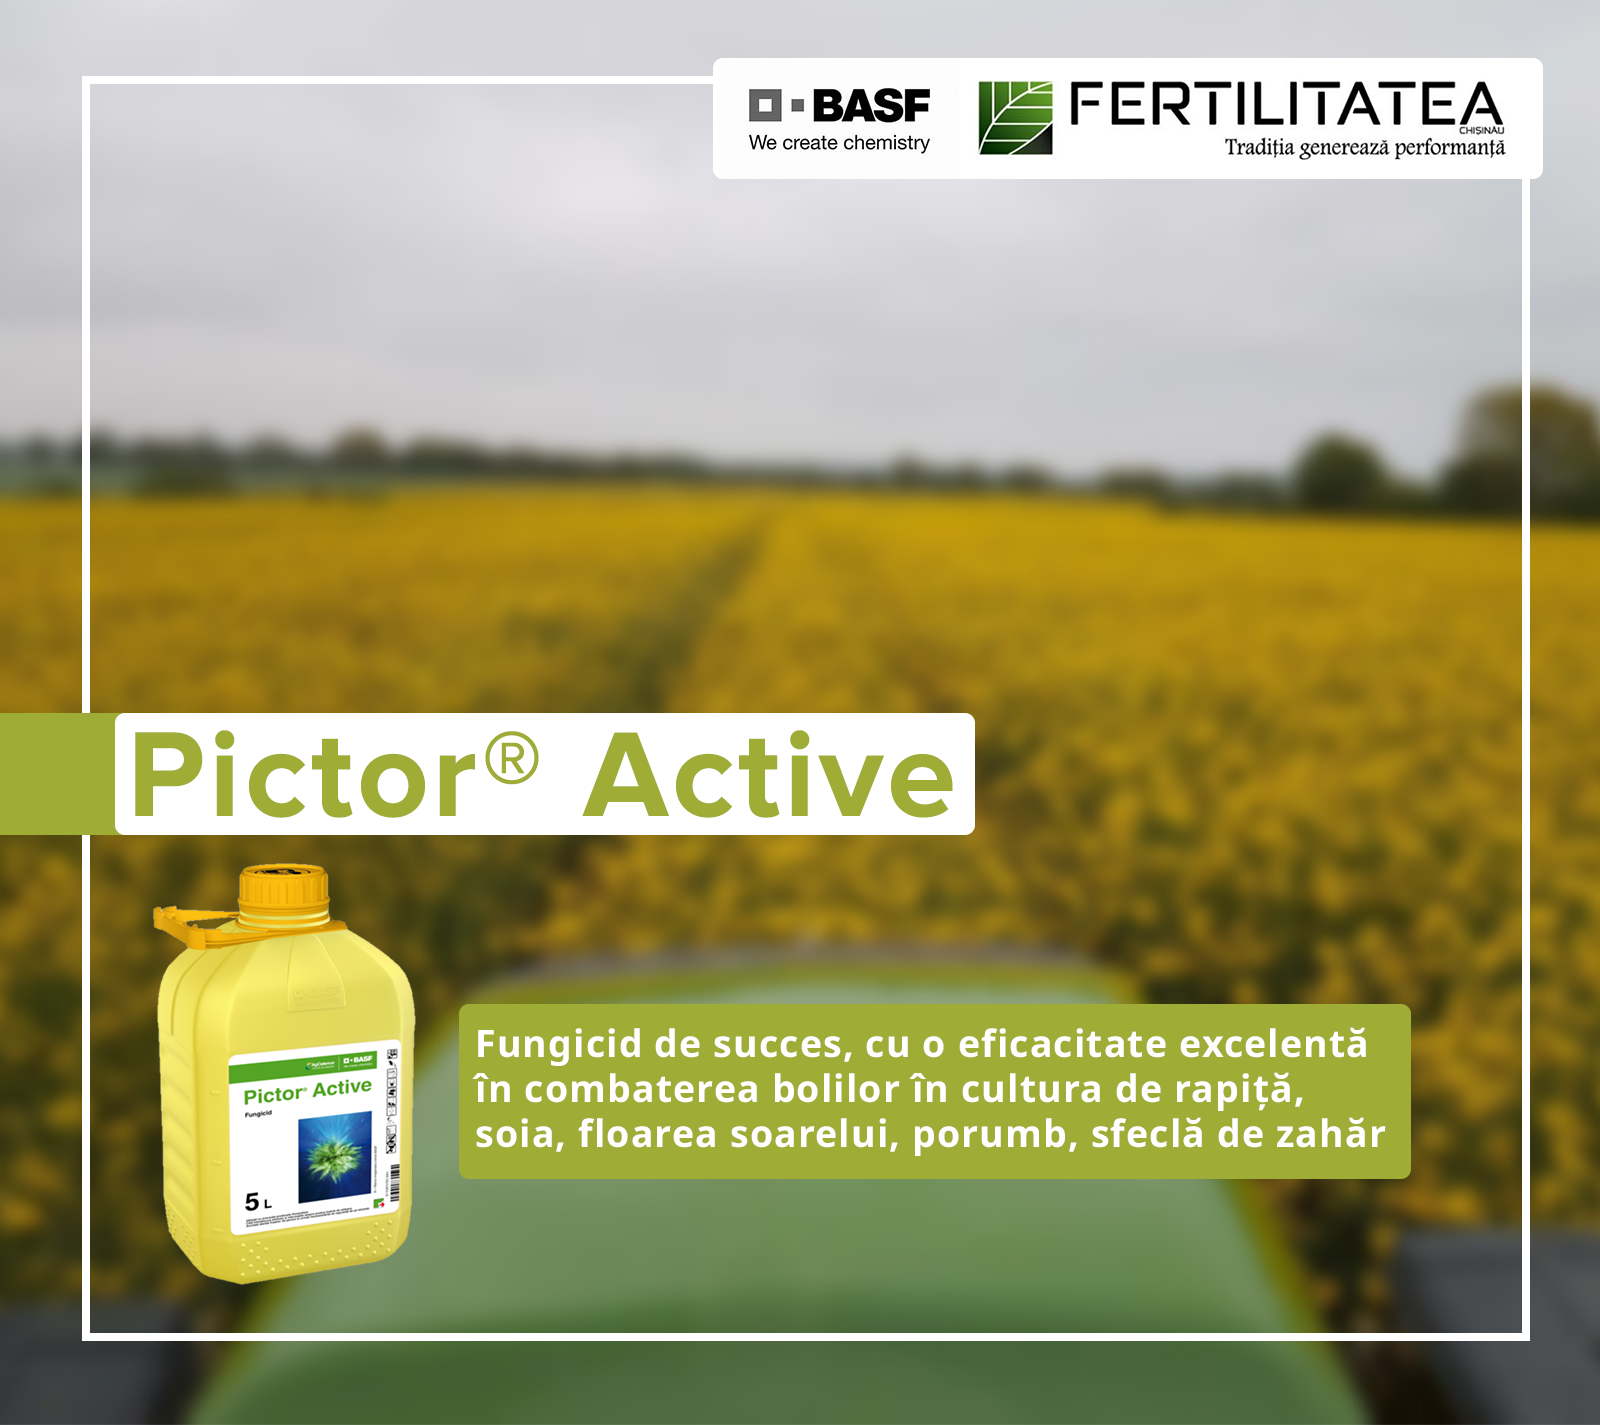 BASF
We create chemistry
FERTILITATEA
CHIȘINĂU
Tradiția generează performanță
Pictor® Active
BASF
Pictor® Active
Fungicid
5 L
Fungicid de succes, cu o eficacitate excelentă
în combaterea bolilor în cultura de rapiță,
soia, floarea soarelui, porumb, sfeclă de zahăr